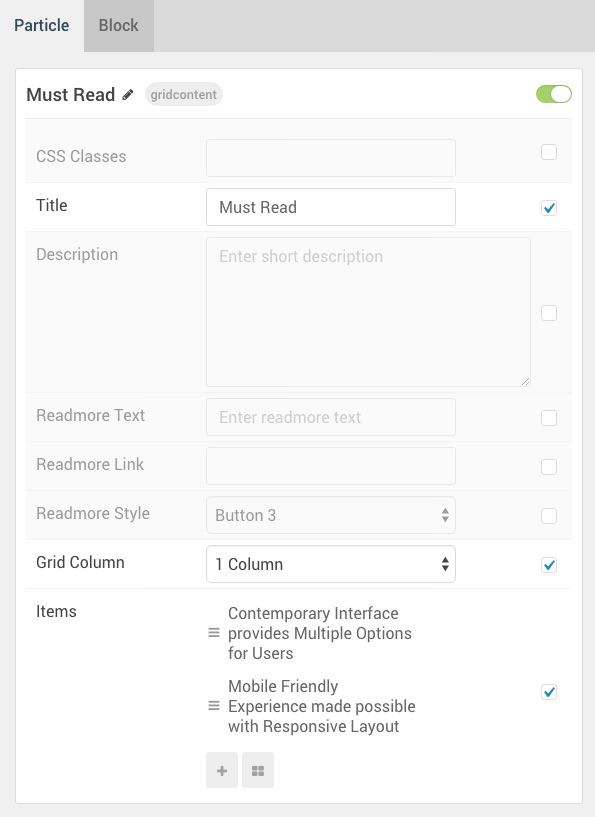 Particle Block
Must Read gridcontent
CSS Classes
Title Must Read
Description Enter short description
Readmore Text Enter readmore text
Readmore Link
Readmore Style Button 3
Grid Column 1 Column
Items
Contemporary Interface
provides Multiple Options
for Users
Mobile Friendly
Experience made possible
with Responsive Layout